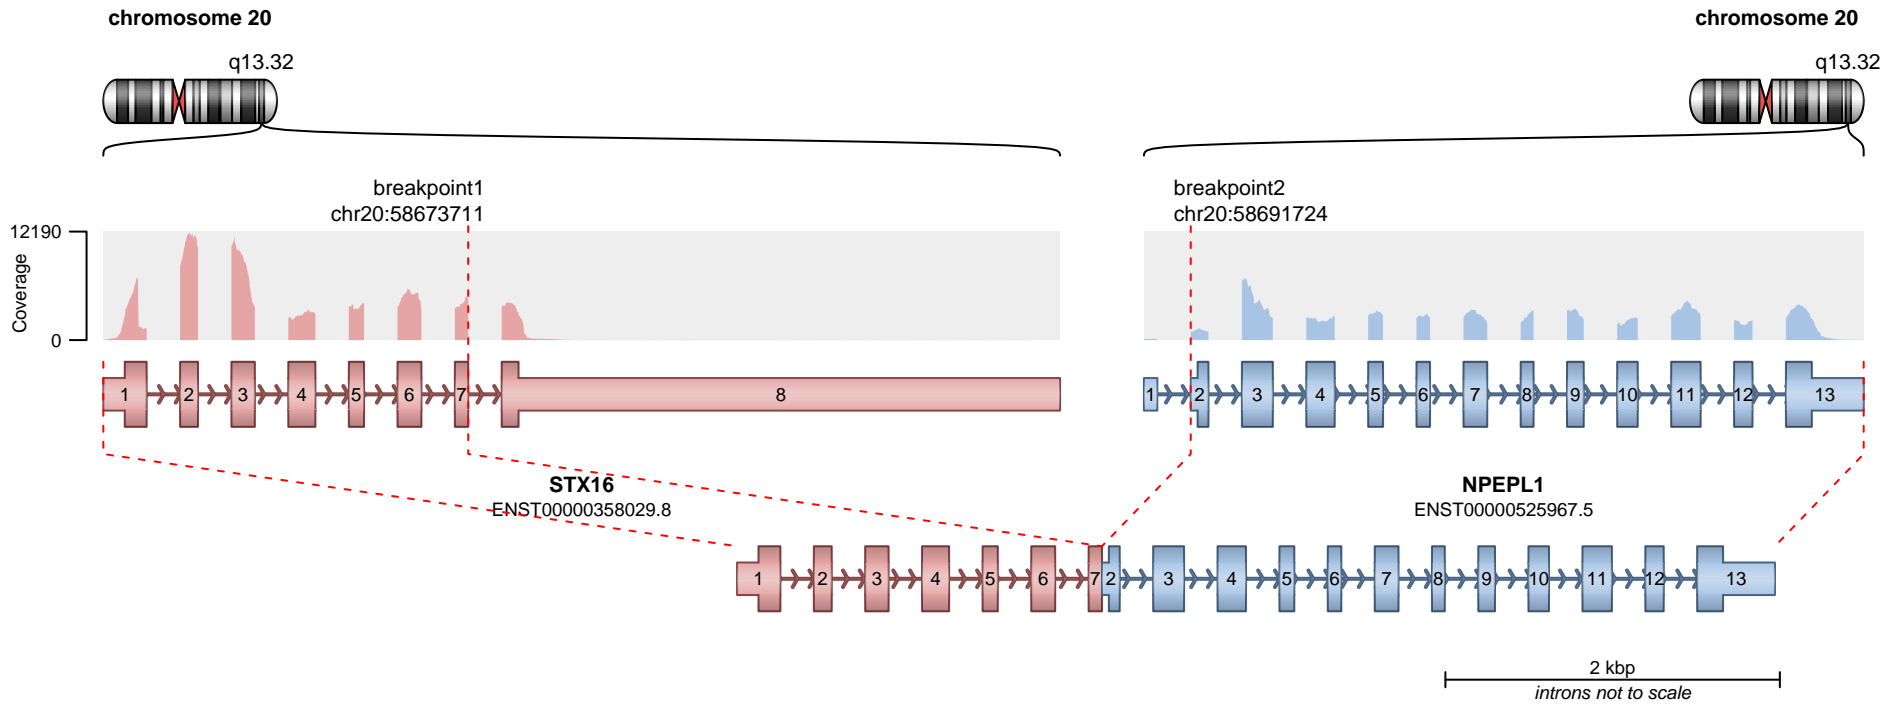 chromosome 20
chromosome 20
q13.32
q13.32
breakpoint1
chr20:58673711
breakpoint2
chr20:58691724
12190
Coverage
0
1 2 3 4 5 6 7 8
1 2 3 4 5 6 7 8 9 10 11 12 13
STX16
ENST00000358029.8
NPEPL1
ENST00000525967.5
1 2 3 4 5 6 7 2 3 4 5 6 7 8 9 10 11 12 13
2 kbp
introns not to scale